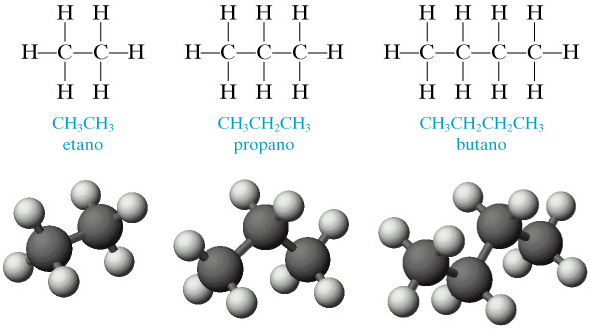 H H
H—C—C—H
H H
CH₃CH₃
etano
H H H
H—C—C—C—H
H H H
CH₃CH₂CH₃
propano
H H H H
H—C—C—C—C—H
H H H H
CH₃CH₂CH₂CH₃
butano